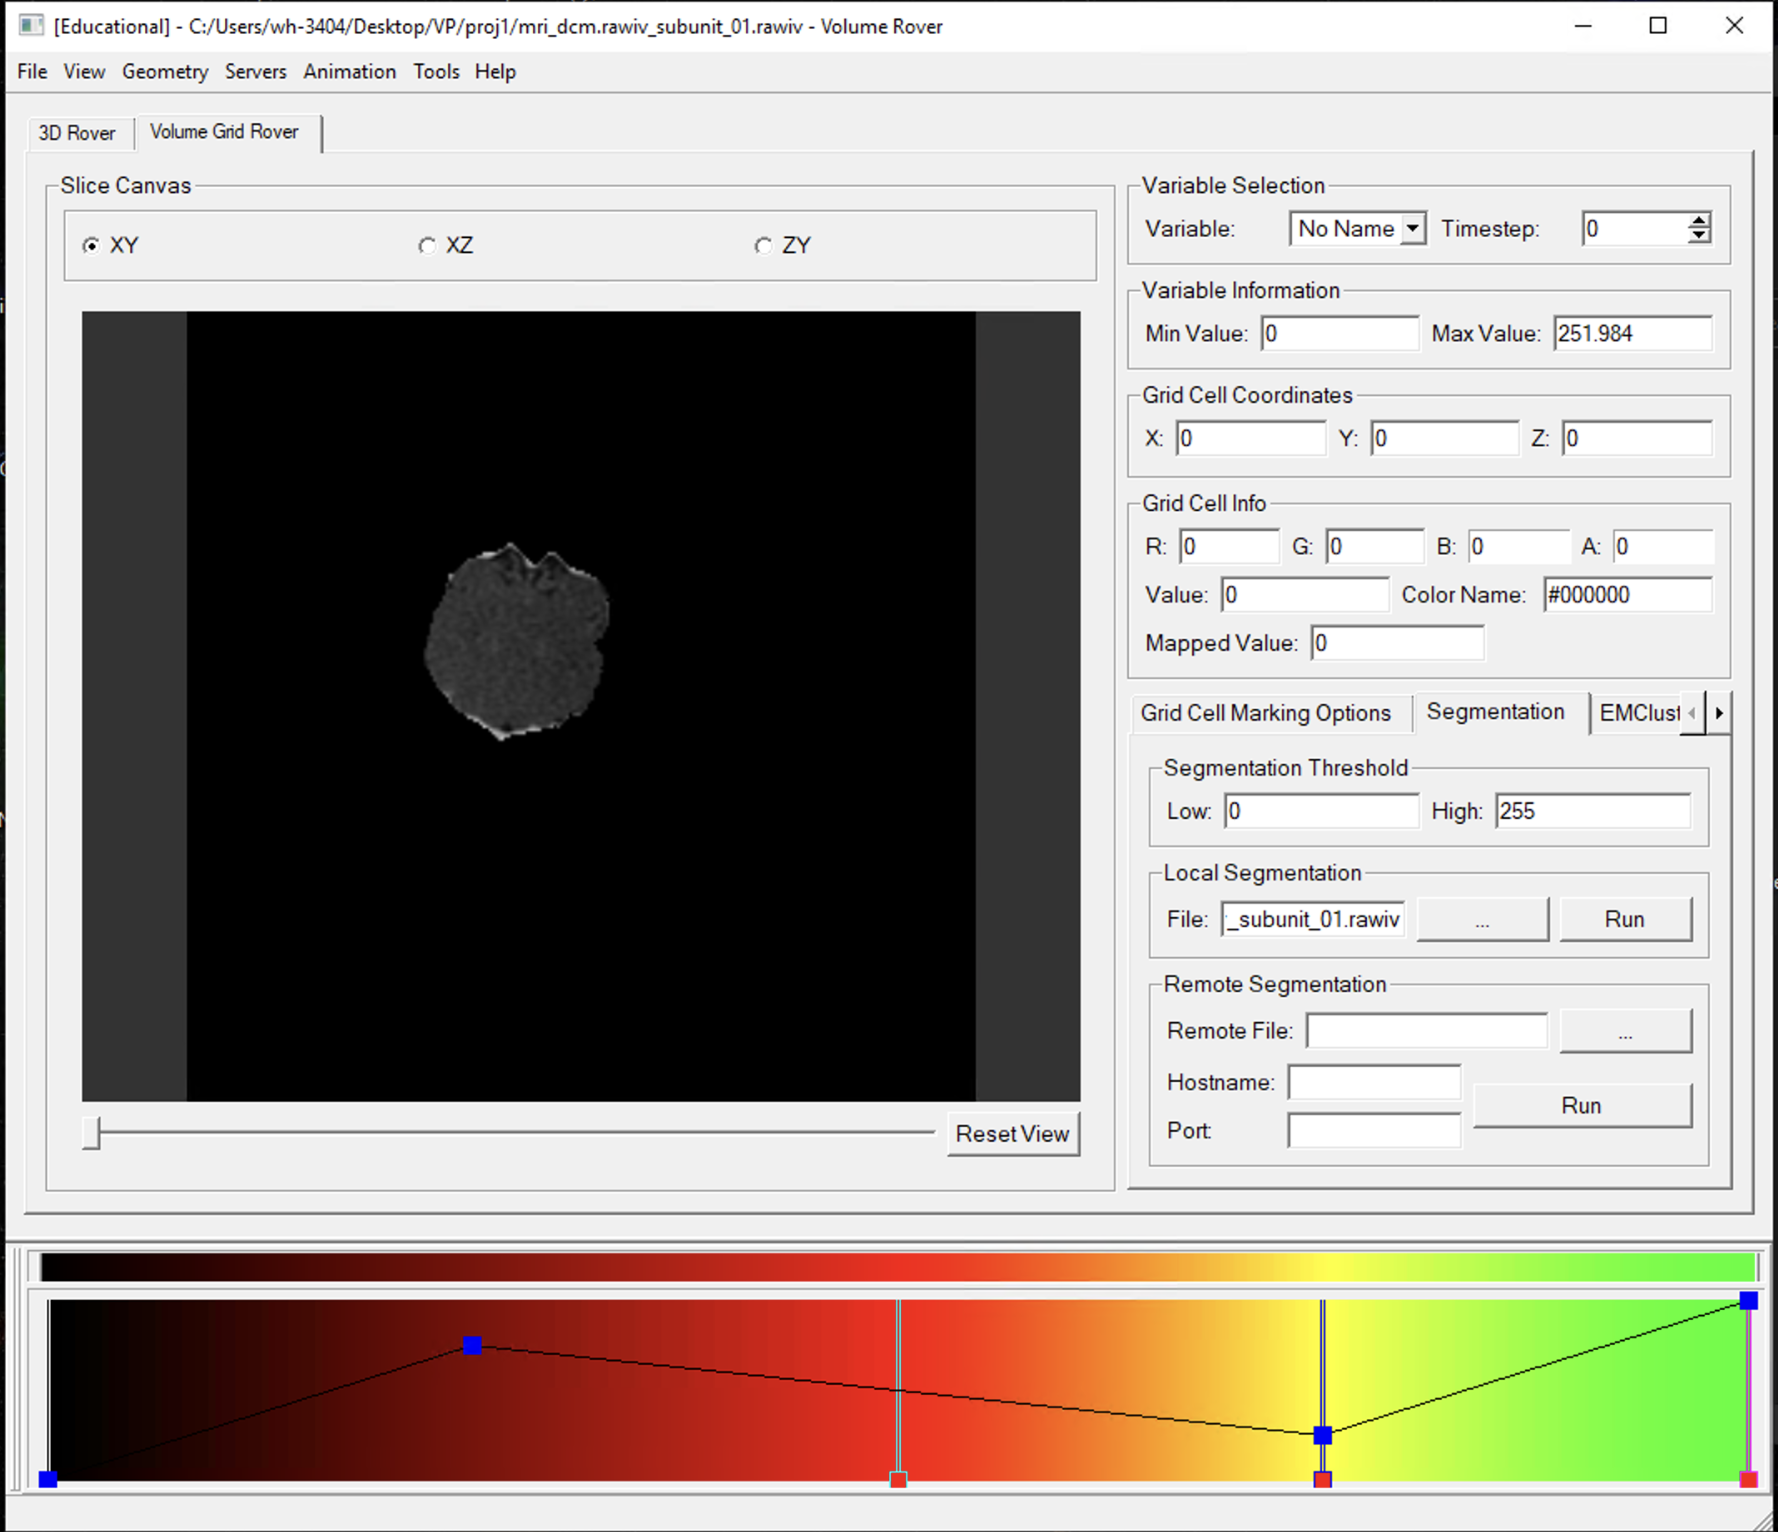 [Educational] - C:/Users/wh-3404/Desktop/VP/proj1/mri_dcm.rawiv_subunit_01.rawiv - Volume Rover
File View Geometry Servers Animation Tools Help
3D Rover Volume Grid Rover
Slice Canvas
XY XZ ZY
Reset View
Variable Selection
Variable: No Name Timestep: 0
Variable Information
Min Value: 0 Max Value: 251.984
Grid Cell Coordinates
X: 0 Y: 0 Z: 0
Grid Cell Info
R: 0 G: 0 B: 0 A: 0
Value: 0 Color Name: #000000
Mapped Value: 0
Grid Cell Marking Options Segmentation EMClust
Segmentation Threshold
Low: 0 High: 255
Local Segmentation
File: _subunit_01.rawiv ... Run
Remote Segmentation
Remote File: ...
Hostname:
Run
Port: